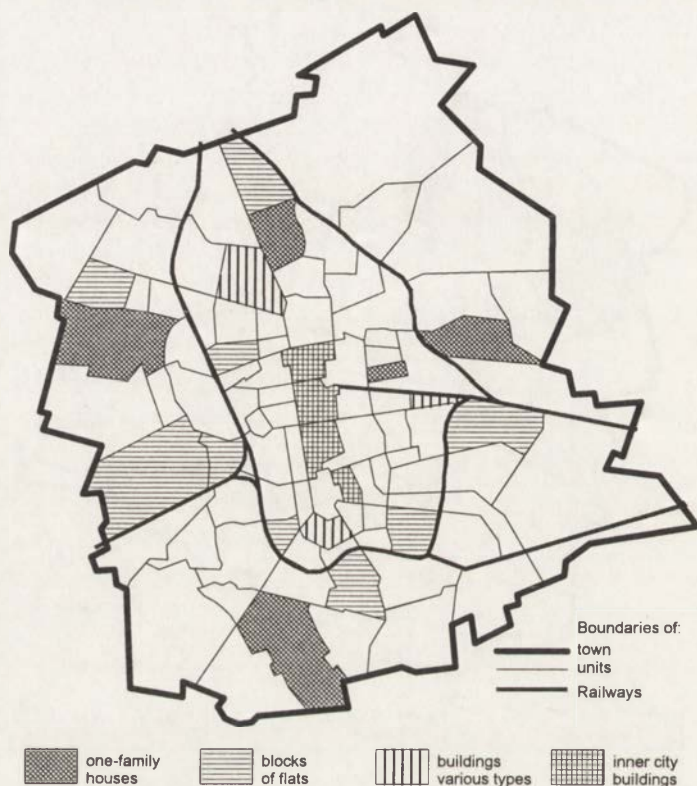 Boundaries of:
town
units
Railways
one-family
houses
blocks
of flats
buildings
various types
inner city
buildings